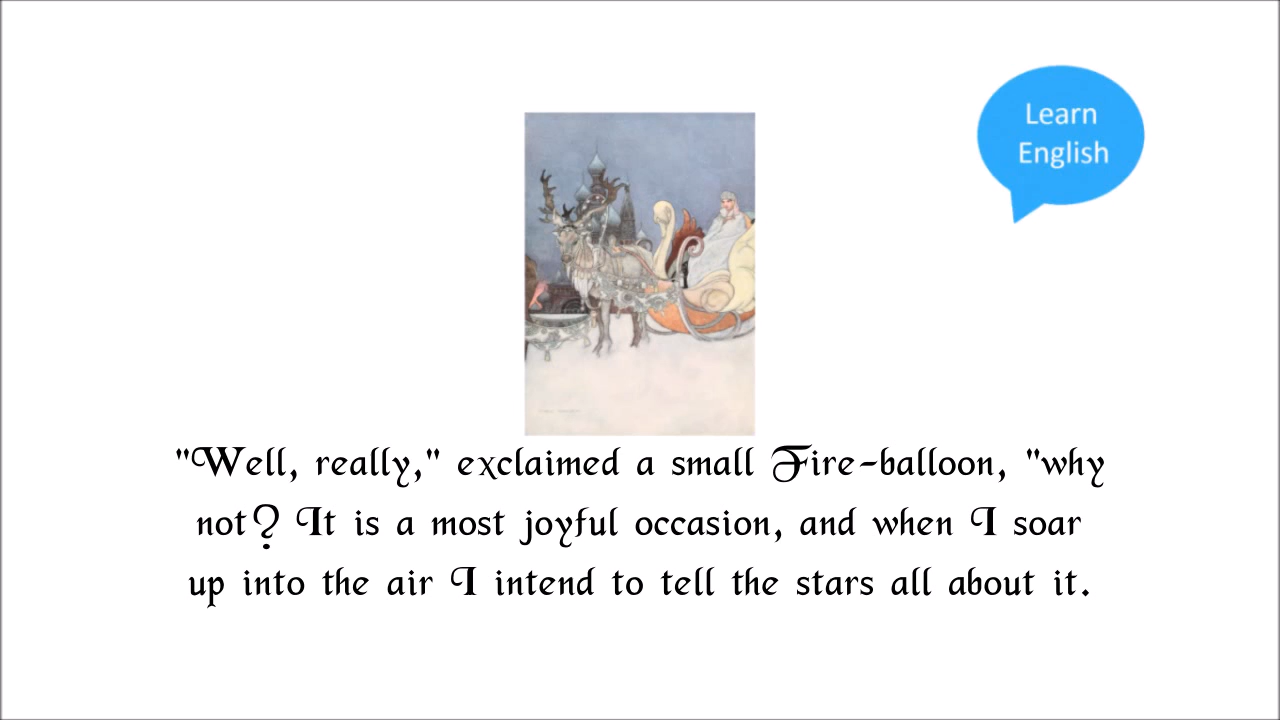 Learn
English
"Well, really," exclaimed a small Fire-balloon, "why
not? It is a most joyful occasion, and when I soar
up into the air I intend to tell the stars all about it.